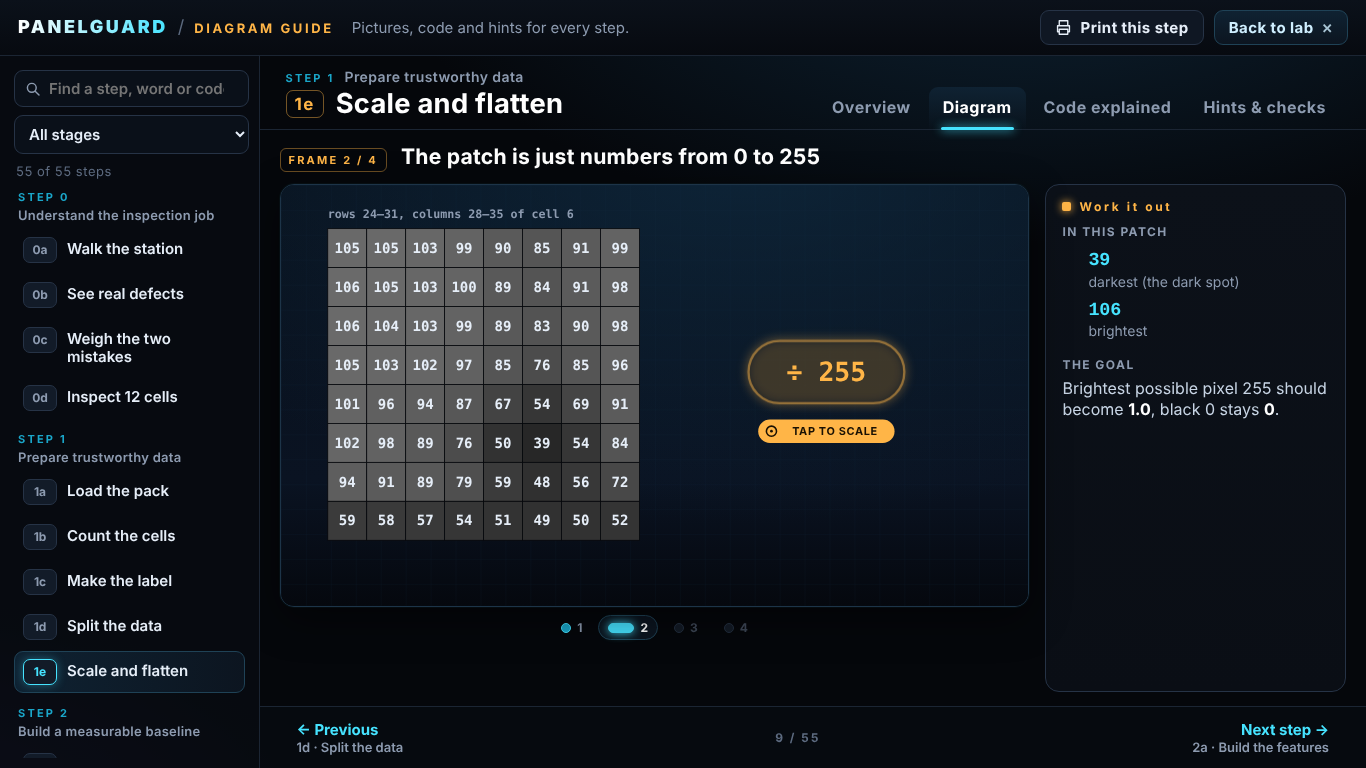 PANELGUARD / DIAGRAM GUIDE Pictures, code and hints for every step.
Print this step
Back to lab ×
Find a step, word or cod
All stages
55 of 55 steps
STEP 0
Understand the inspection job
0a Walk the station
0b See real defects
0c Weigh the two
mistakes
0d Inspect 12 cells
STEP 1
Prepare trustworthy data
1a Load the pack
1b Count the cells
1c Make the label
1d Split the data
1e Scale and flatten
STEP 2
Build a measurable baseline
STEP 1 Prepare trustworthy data
1e Scale and flatten
Overview
Diagram
Code explained
Hints & checks
FRAME 2 / 4 The patch is just numbers from 0 to 255
rows 24–31, columns 28–35 of cell 6
105 105 103 99 90 85 91 99
106 105 103 100 89 84 91 98
106 104 103 99 89 83 90 98
105 103 102 97 85 76 85 96
101 96 94 87 67 54 69 91
102 98 89 76 50 39 54 84
94 91 89 79 59 48 56 72
59 58 57 54 51 49 50 52
÷ 255
TAP TO SCALE
1 2 3 4
Work it out
IN THIS PATCH
39
darkest (the dark spot)
106
brightest
THE GOAL
Brightest possible pixel 255 should
become 1.0, black 0 stays 0.
← Previous
1d · Split the data
9 / 55
Next step →
2a · Build the features